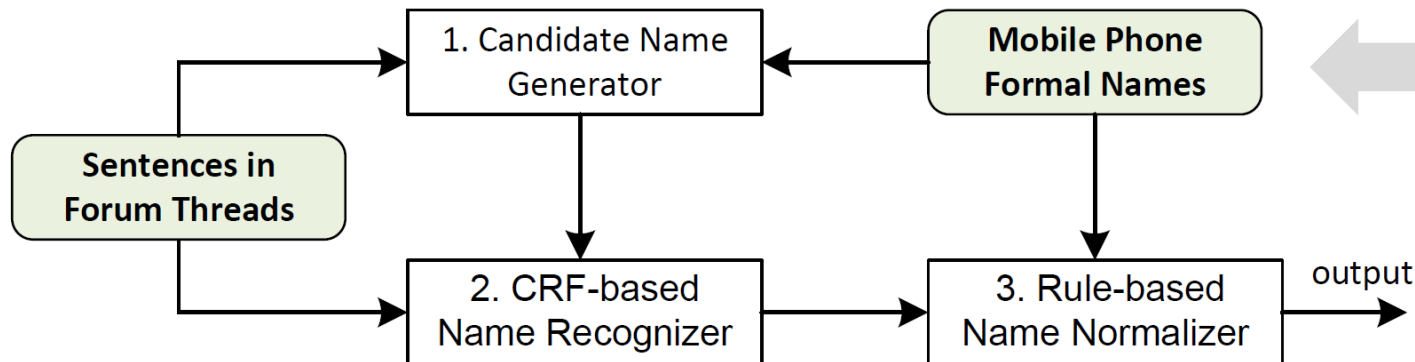 1. Candidate Name
Generator
Mobile Phone
Formal Names
Sentences in
Forum Threads
2. CRF-based
Name Recognizer
3. Rule-based
Name Normalizer
output